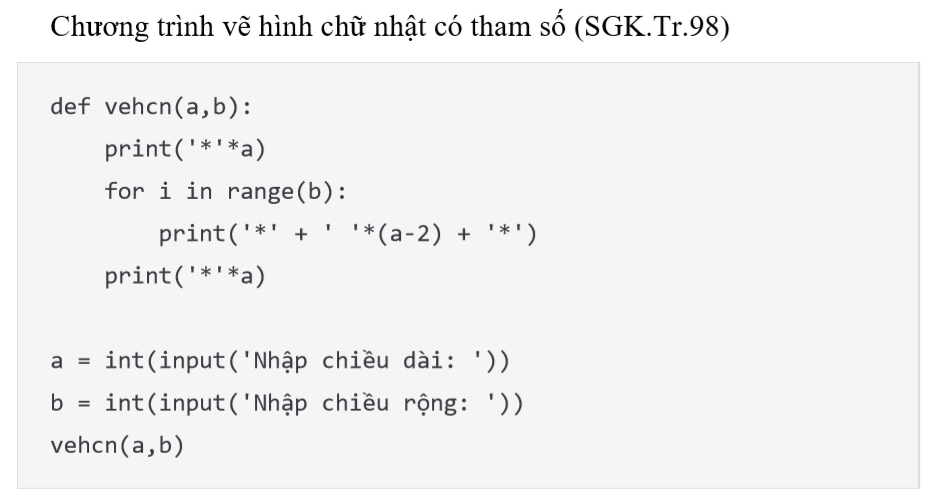 Chương trình vẽ hình chữ nhật có tham số (SGK.Tr.98)
def vehcn(a,b):
    print('*'*a)
    for i in range(b):
        print('*' + ' '*(a-2) + '*')
    print('*'*a)
a = int(input('Nhập chiều dài: '))
b = int(input('Nhập chiều rộng: '))
vehcn(a,b)